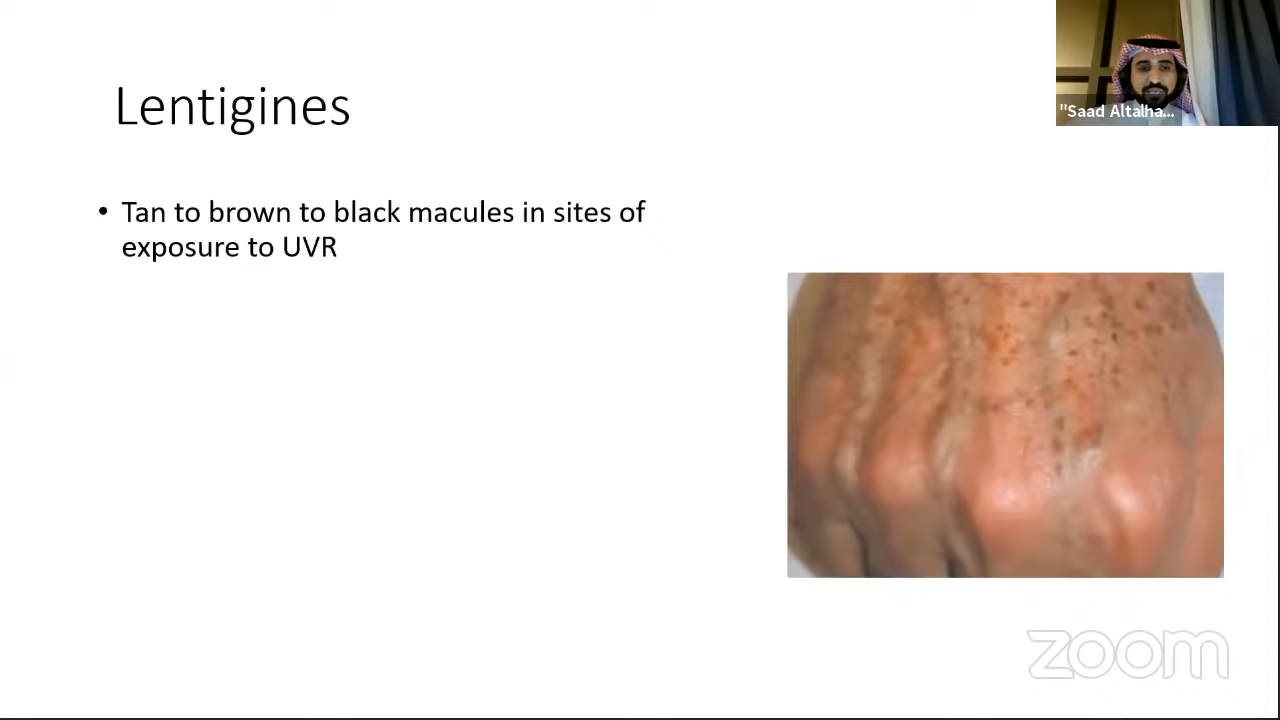 Lentigines
"Saad Altalha...
• Tan to brown to black macules in sites of
exposure to UVR
zoom